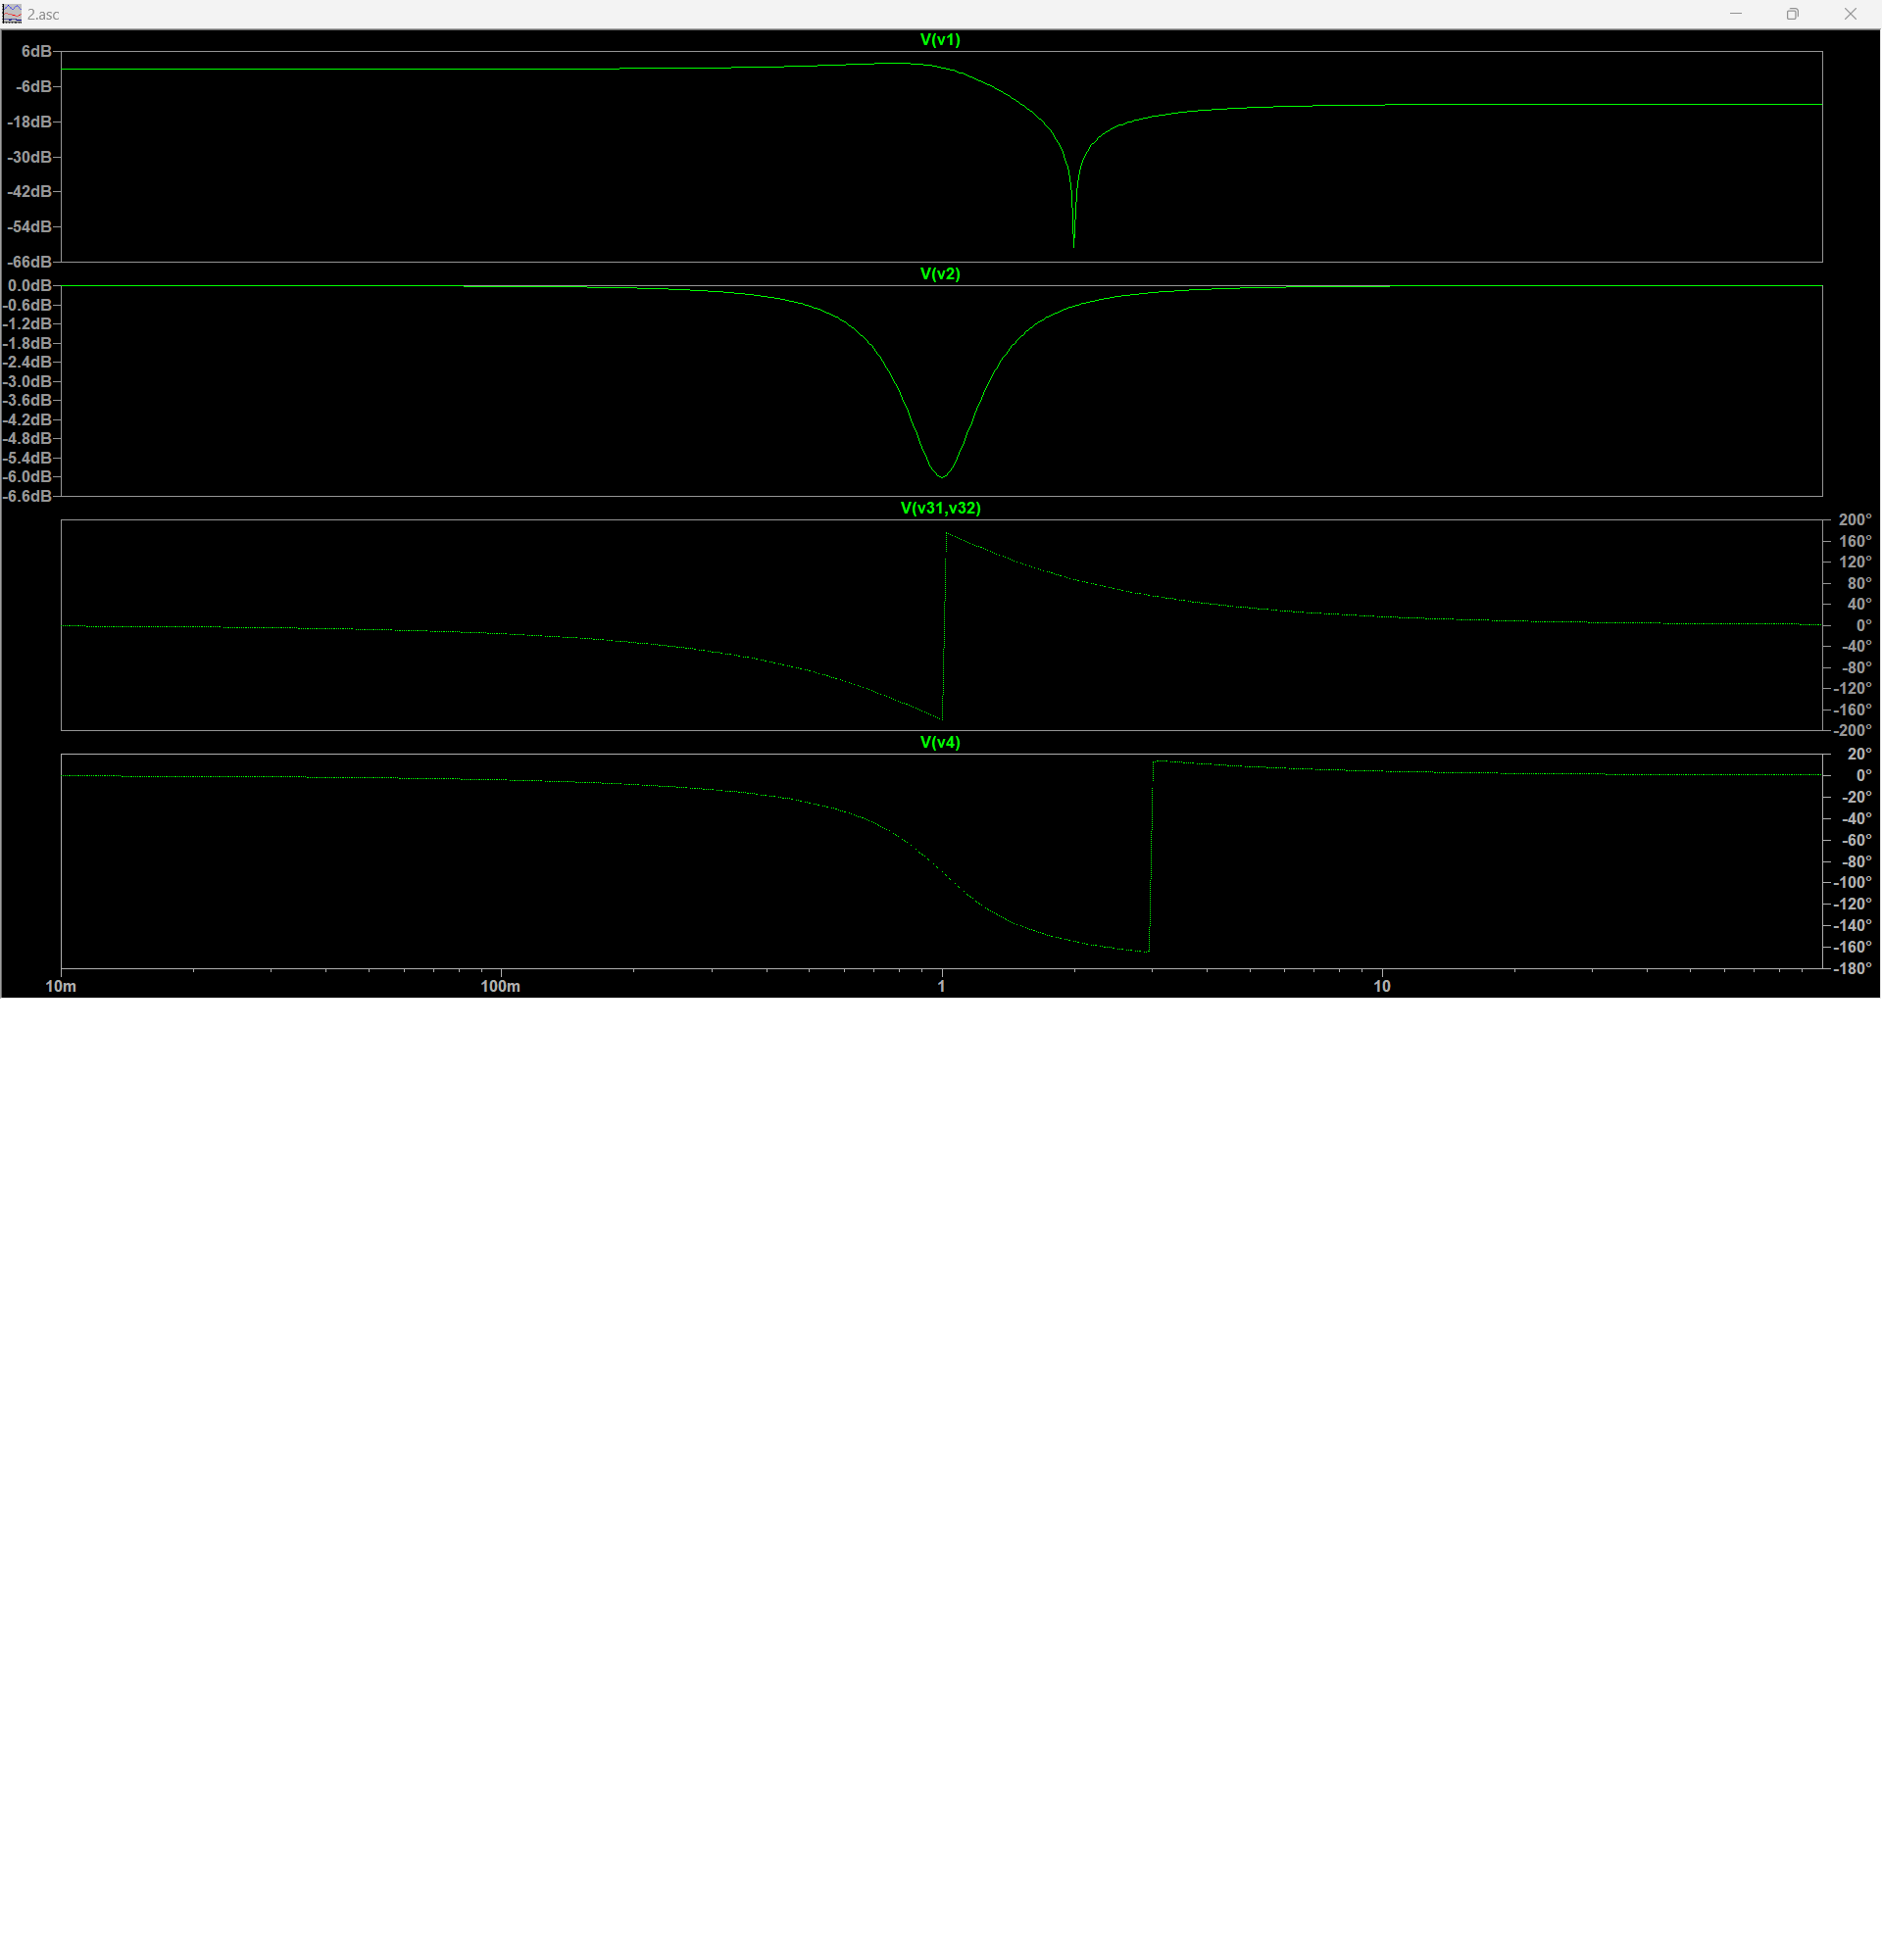 2.asc
V(v1)
6dB
-6dB
-18dB
-30dB
-42dB
-54dB
-66dB
V(v2)
0.0dB
-0.6dB
-1.2dB
-1.8dB
-2.4dB
-3.0dB
-3.6dB
-4.2dB
-4.8dB
-5.4dB
-6.0dB
-6.6dB
V(v31,v32)
200°
160°
120°
80°
40°
0°
-40°
-80°
-120°
-160°
-200°
V(v4)
20°
0°
-20°
-40°
-60°
-80°
-100°
-120°
-140°
-160°
-180°
10m 100m 1 10